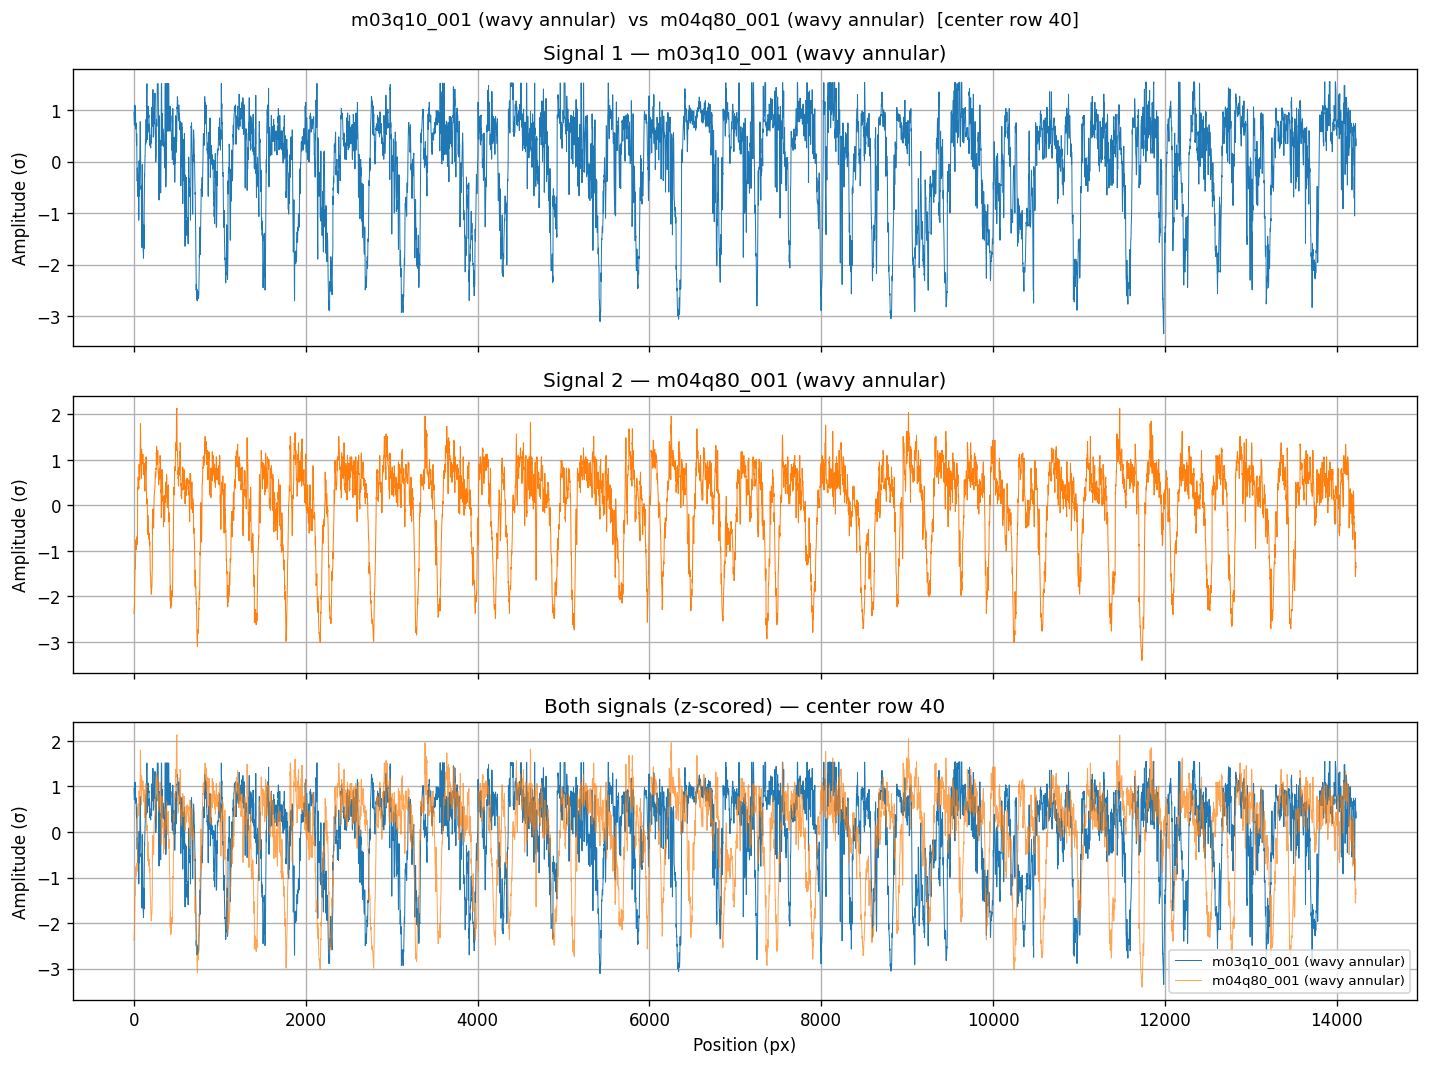 m03q10_001 (wavy annular)  vs  m04q80_001 (wavy annular)  [center row 40]
Signal 1 — m03q10_001 (wavy annular)
Amplitude (σ)
1
0
−1
−2
−3
Signal 2 — m04q80_001 (wavy annular)
Amplitude (σ)
2
1
0
−1
−2
−3
Both signals (z-scored) — center row 40
Amplitude (σ)
2
1
0
−1
−2
−3
m03q10_001 (wavy annular)
m04q80_001 (wavy annular)
0 2000 4000 6000 8000 10000 12000 14000
Position (px)